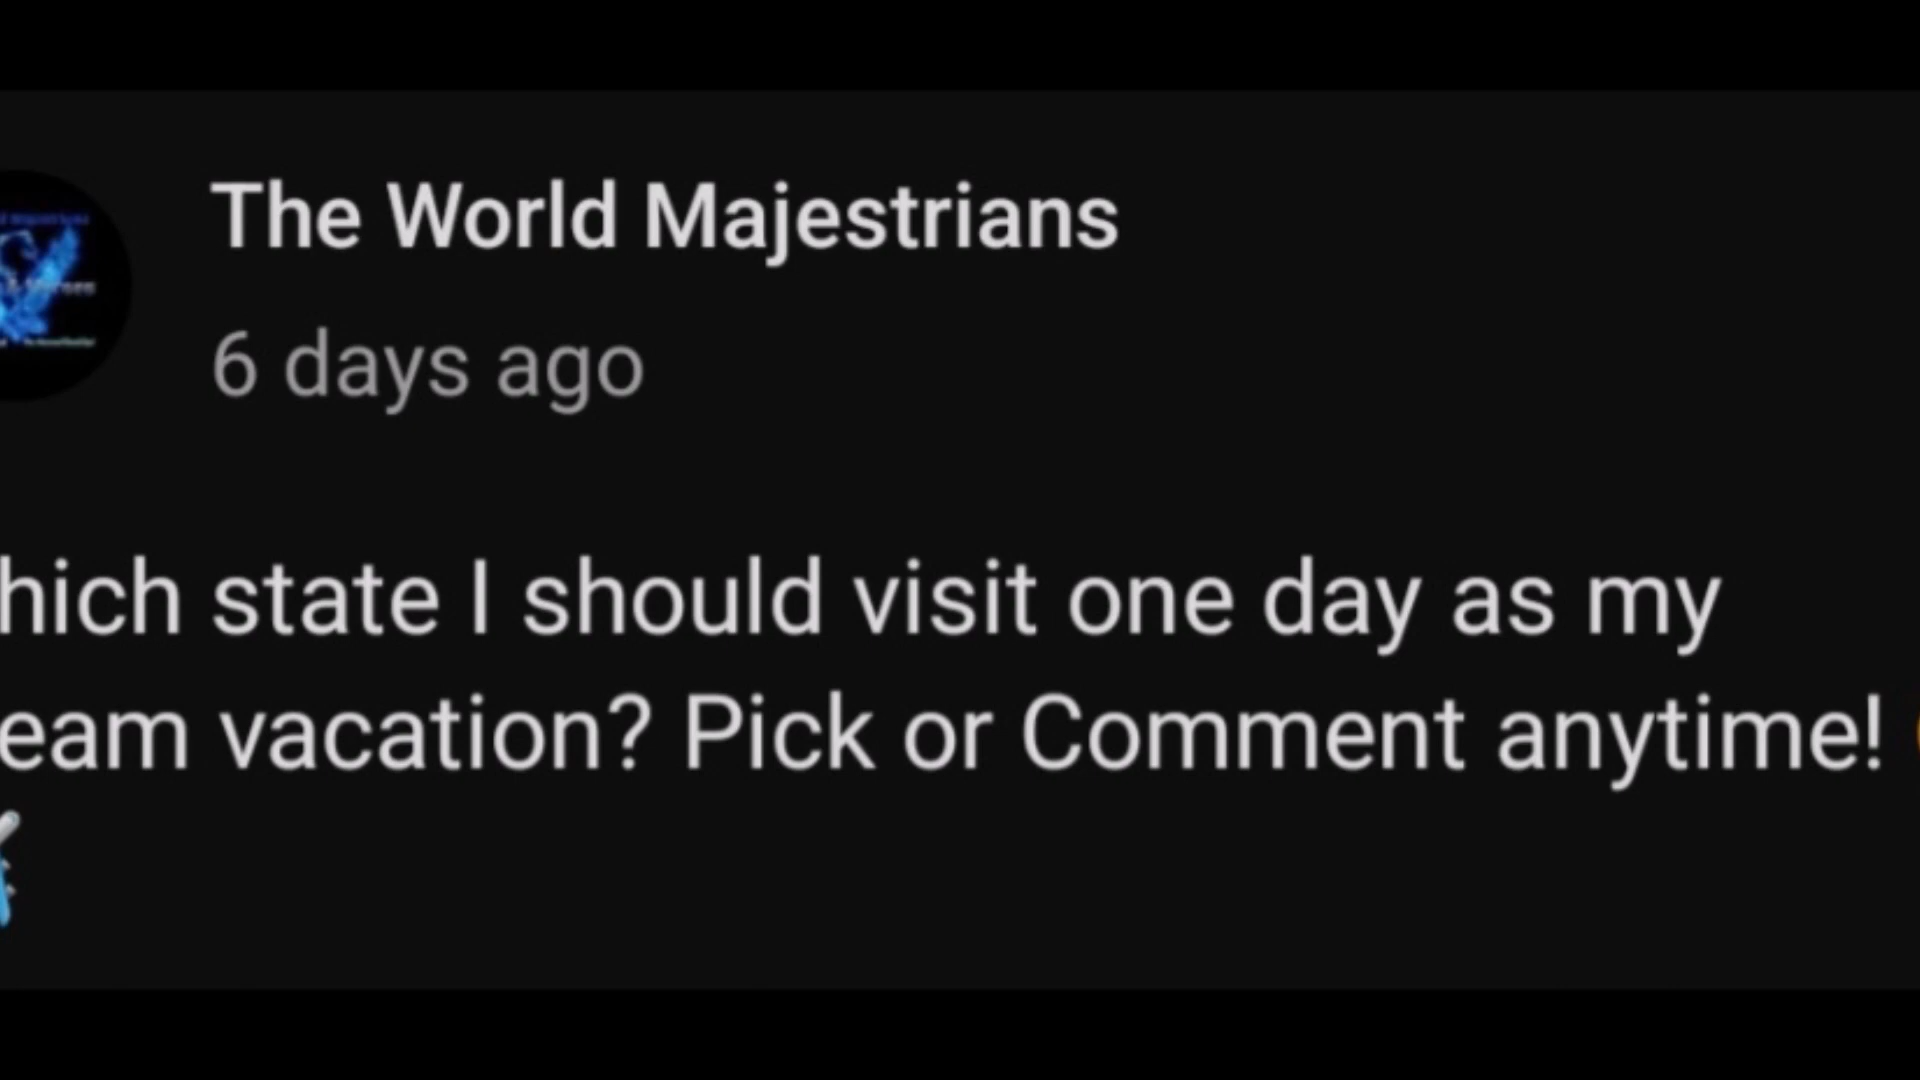 The World Majestrians
6 days ago
hich state I should visit one day as my
eam vacation? Pick or Comment anytime!